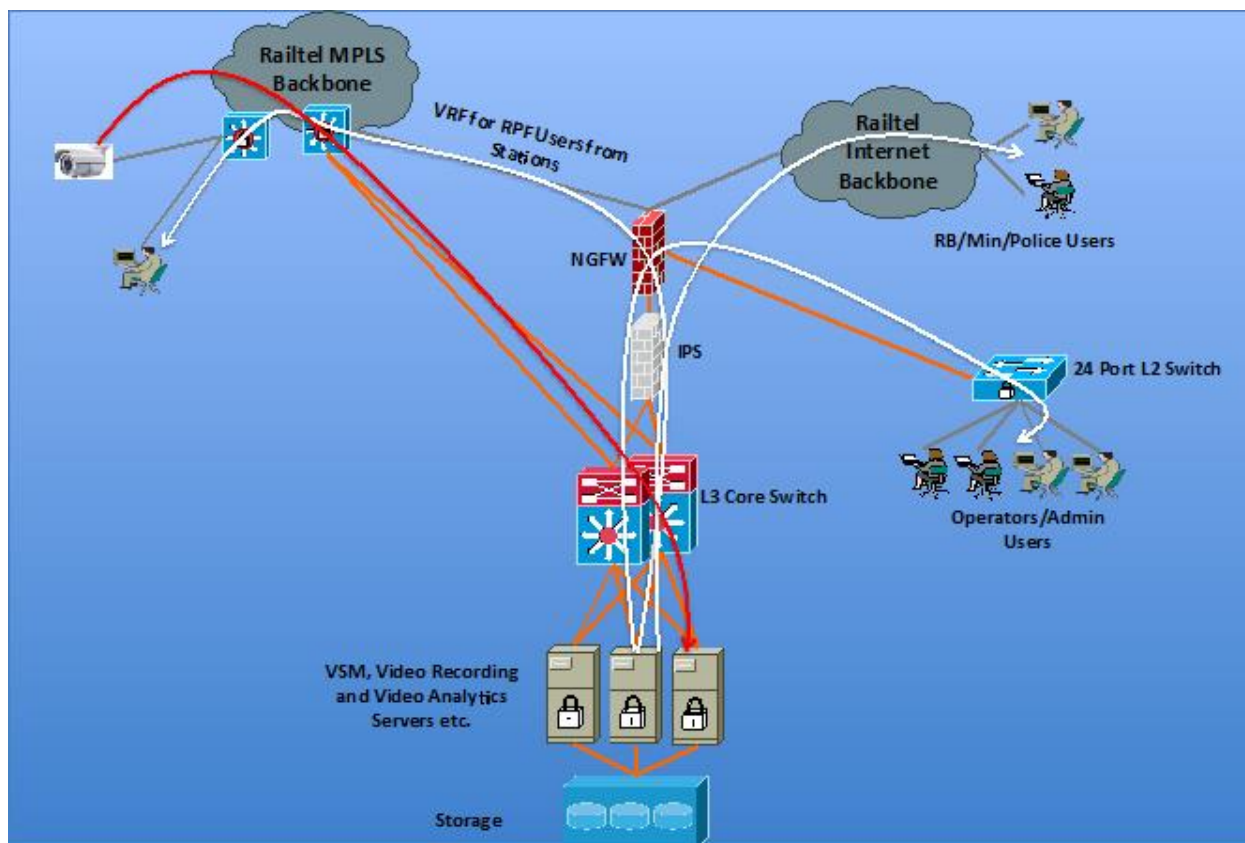 Railtel MPLS
Backbone
VRF for RPF Users from
Stations
Railtel
Internet
Backbone
RB/Min/Police Users
NGFW
IPS
24 Port L2 Switch
L3 Core Switch
Operators/Admin
Users
VSM, Video Recording
and Video Analytics
Servers etc.
Storage